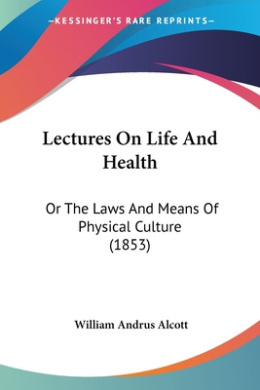 •KESSINGER'S RARE REPRINTS•
Lectures On Life And
Health
Or The Laws And Means Of
Physical Culture
(1853)
William Andrus Alcott